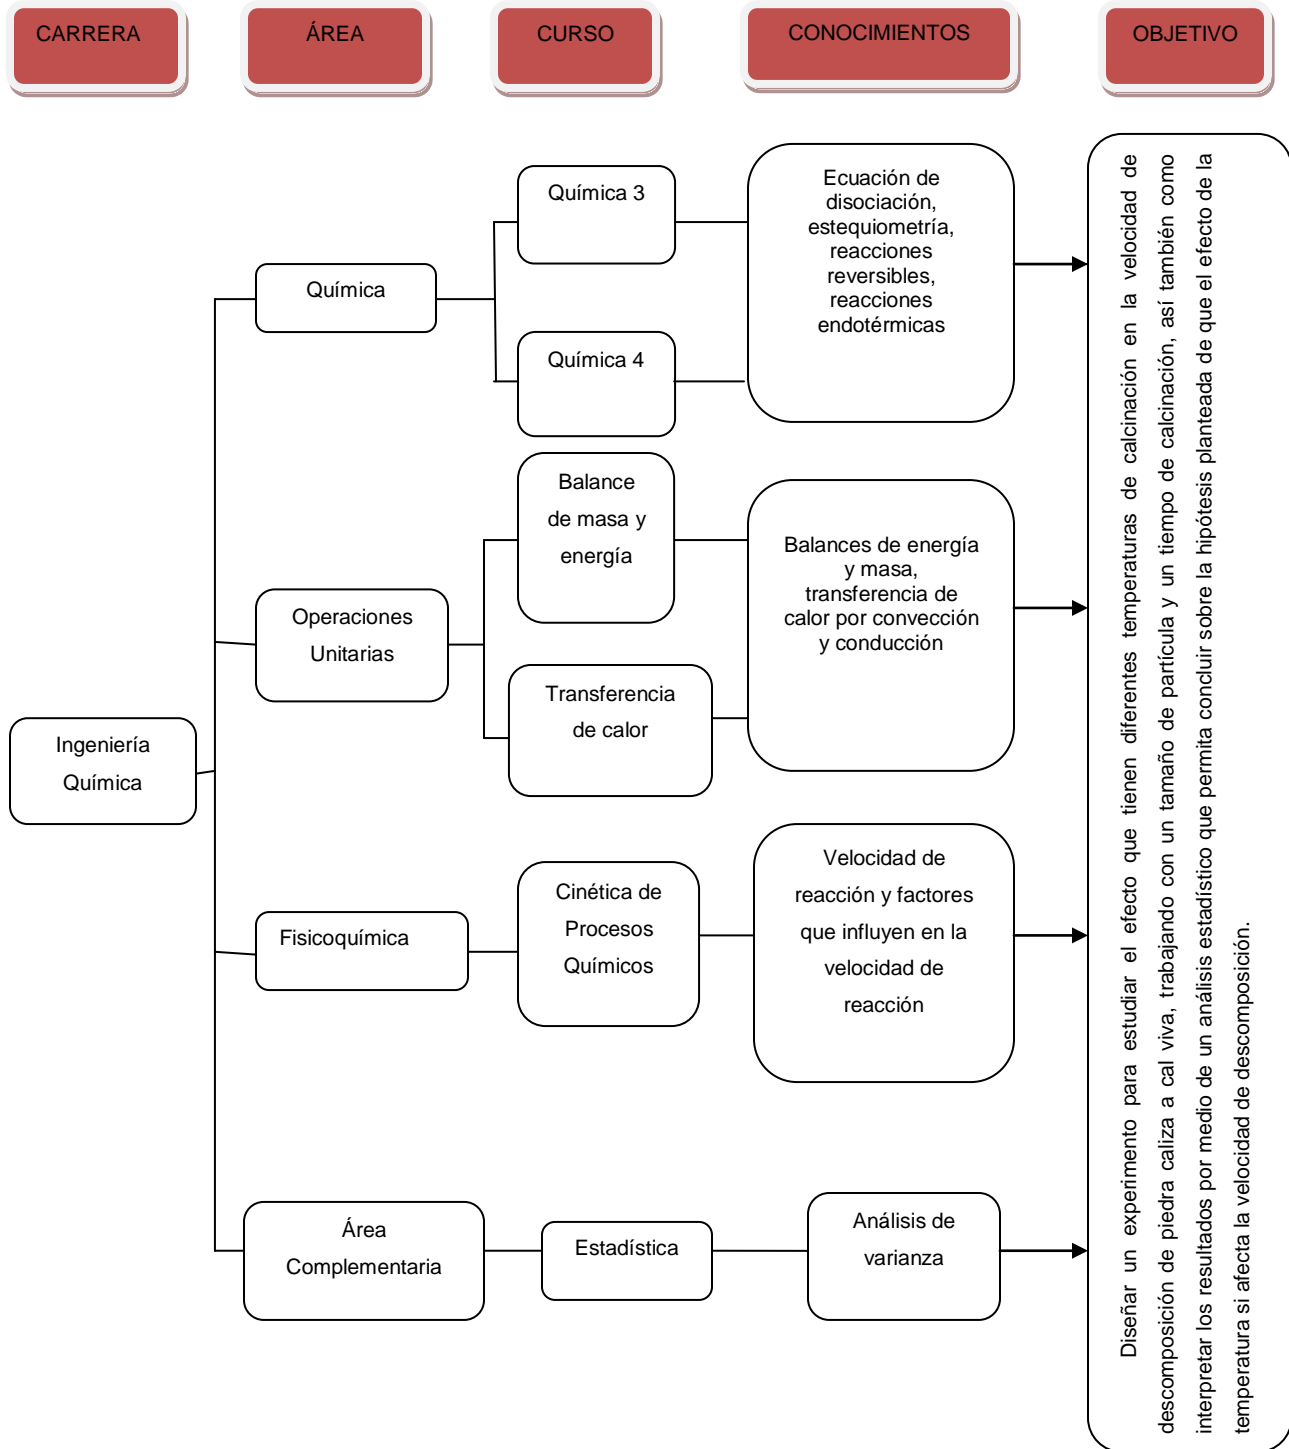 CARRERA
ÁREA
CURSO
CONOCIMIENTOS
OBJETIVO
Química 3
Ecuación de
disociación,
estequiometría,
reacciones
reversibles,
reacciones
endotérmicas
Química
Química 4
Balance
de masa y
energía
Balances de energía
y masa,
transferencia de
calor por convección
y conducción
Operaciones
Unitarias
Transferencia
de calor
Ingeniería
Química
Velocidad de
reacción y factores
que influyen en la
velocidad de
reacción
Cinética de
Procesos
Químicos
Fisicoquímica
Área
Complementaria
Estadística
Análisis de
varianza
Diseñar un experimento para estudiar el efecto que tienen diferentes temperaturas de calcinación en la velocidad de
descomposición de piedra caliza a cal viva, trabajando con un tamaño de partícula y un tiempo de calcinación, así también como
interpretar los resultados por medio de un análisis estadístico que permita concluir sobre la hipótesis planteada de que el efecto de la
temperatura si afecta la velocidad de descomposición.